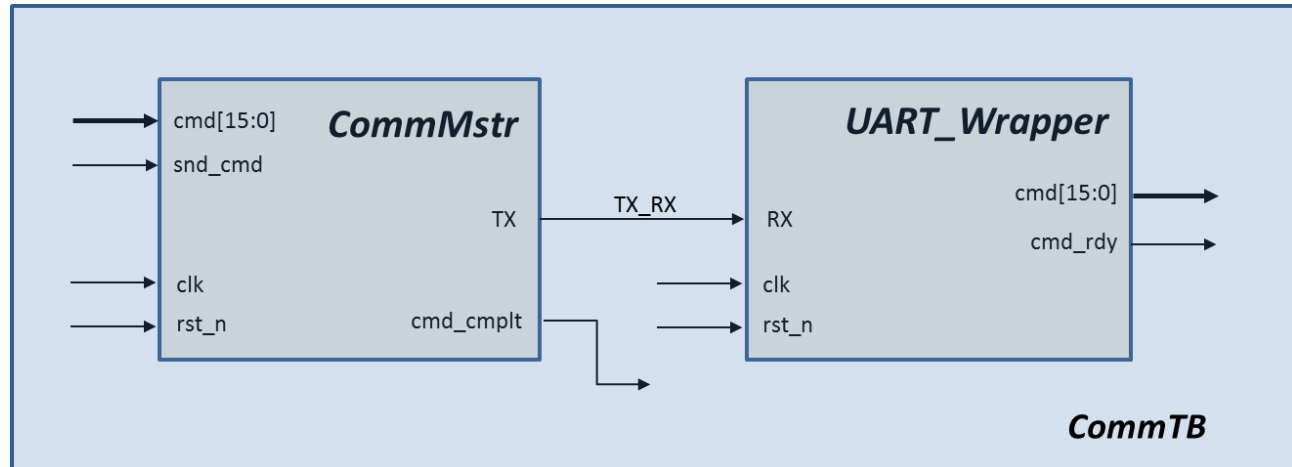 cmd[15:0]
CommMstr
snd_cmd
TX
clk
rst_n
cmd_cmplt
TX_RX
UART_Wrapper
cmd[15:0]
RX
cmd_rdy
clk
rst_n
CommTB